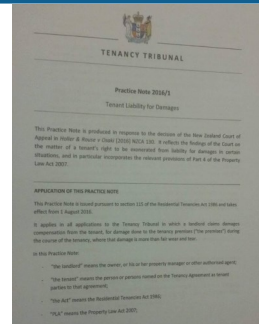 TENANCY TRIBUNAL
Practice Note 2016/1
Tenant Liability for Damages
This Practice Note is produced in response to the decision of the New Zealand Court of
Appeal in Holler & Rouse v Osaki [2016] NZCA 130. It reflects the findings of the Court on
the matter of a tenant's right to be exonerated from liability for damages in certain
situations, and in particular incorporates the relevant provisions of Part 4 of the Property
Law Act 2007.
APPLICATION OF THIS PRACTICE NOTE
This Practice Note is issued pursuant to section 115 of the Residential Tenancies Act 1986 and takes
effect from 1 August 2016.
It applies to all applications to the Tenancy Tribunal in which a landlord claims damages
compensation from the tenant, for damage done to the tenancy premises ("the premises") during
the course of the tenancy, where that damage is more than fair wear and tear.
In this Practice Note:
"the landlord" means the owner, or his or her property manager or other authorised agent;
"the tenant" means the person or persons named on the Tenancy Agreement as tenant
parties to that agreement;
"the Act" means the Residential Tenancies Act 1986;
"PLA" means the Property Law Act 2007;